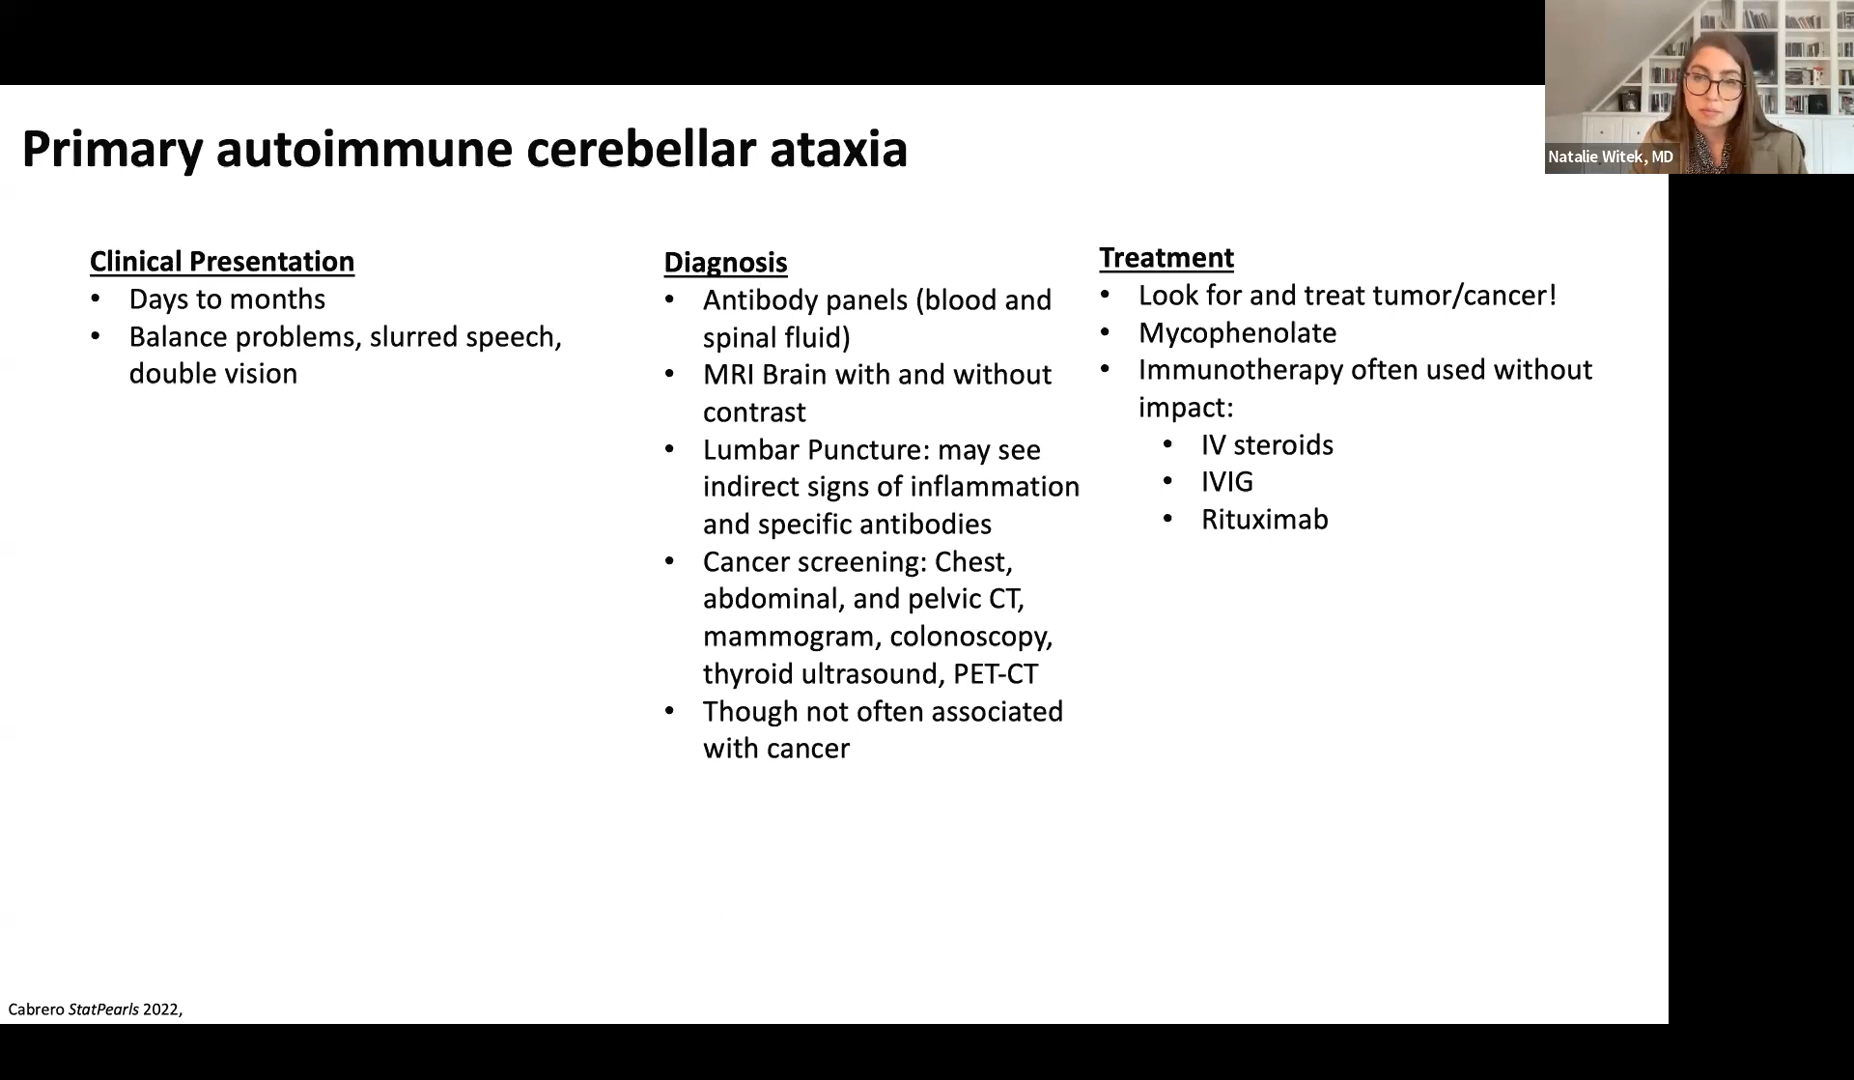 Primary autoimmune cerebellar ataxia
Natalie Witek, MD
Clinical Presentation
• Days to months
• Balance problems, slurred speech,
double vision
Diagnosis
• Antibody panels (blood and
spinal fluid)
• MRI Brain with and without
contrast
• Lumbar Puncture: may see
indirect signs of inflammation
and specific antibodies
• Cancer screening: Chest,
abdominal, and pelvic CT,
mammogram, colonoscopy,
thyroid ultrasound, PET-CT
• Though not often associated
with cancer
Treatment
• Look for and treat tumor/cancer!
• Mycophenolate
• Immunotherapy often used without
impact:
• IV steroids
• IVIG
• Rituximab
Cabrero StatPearls 2022,